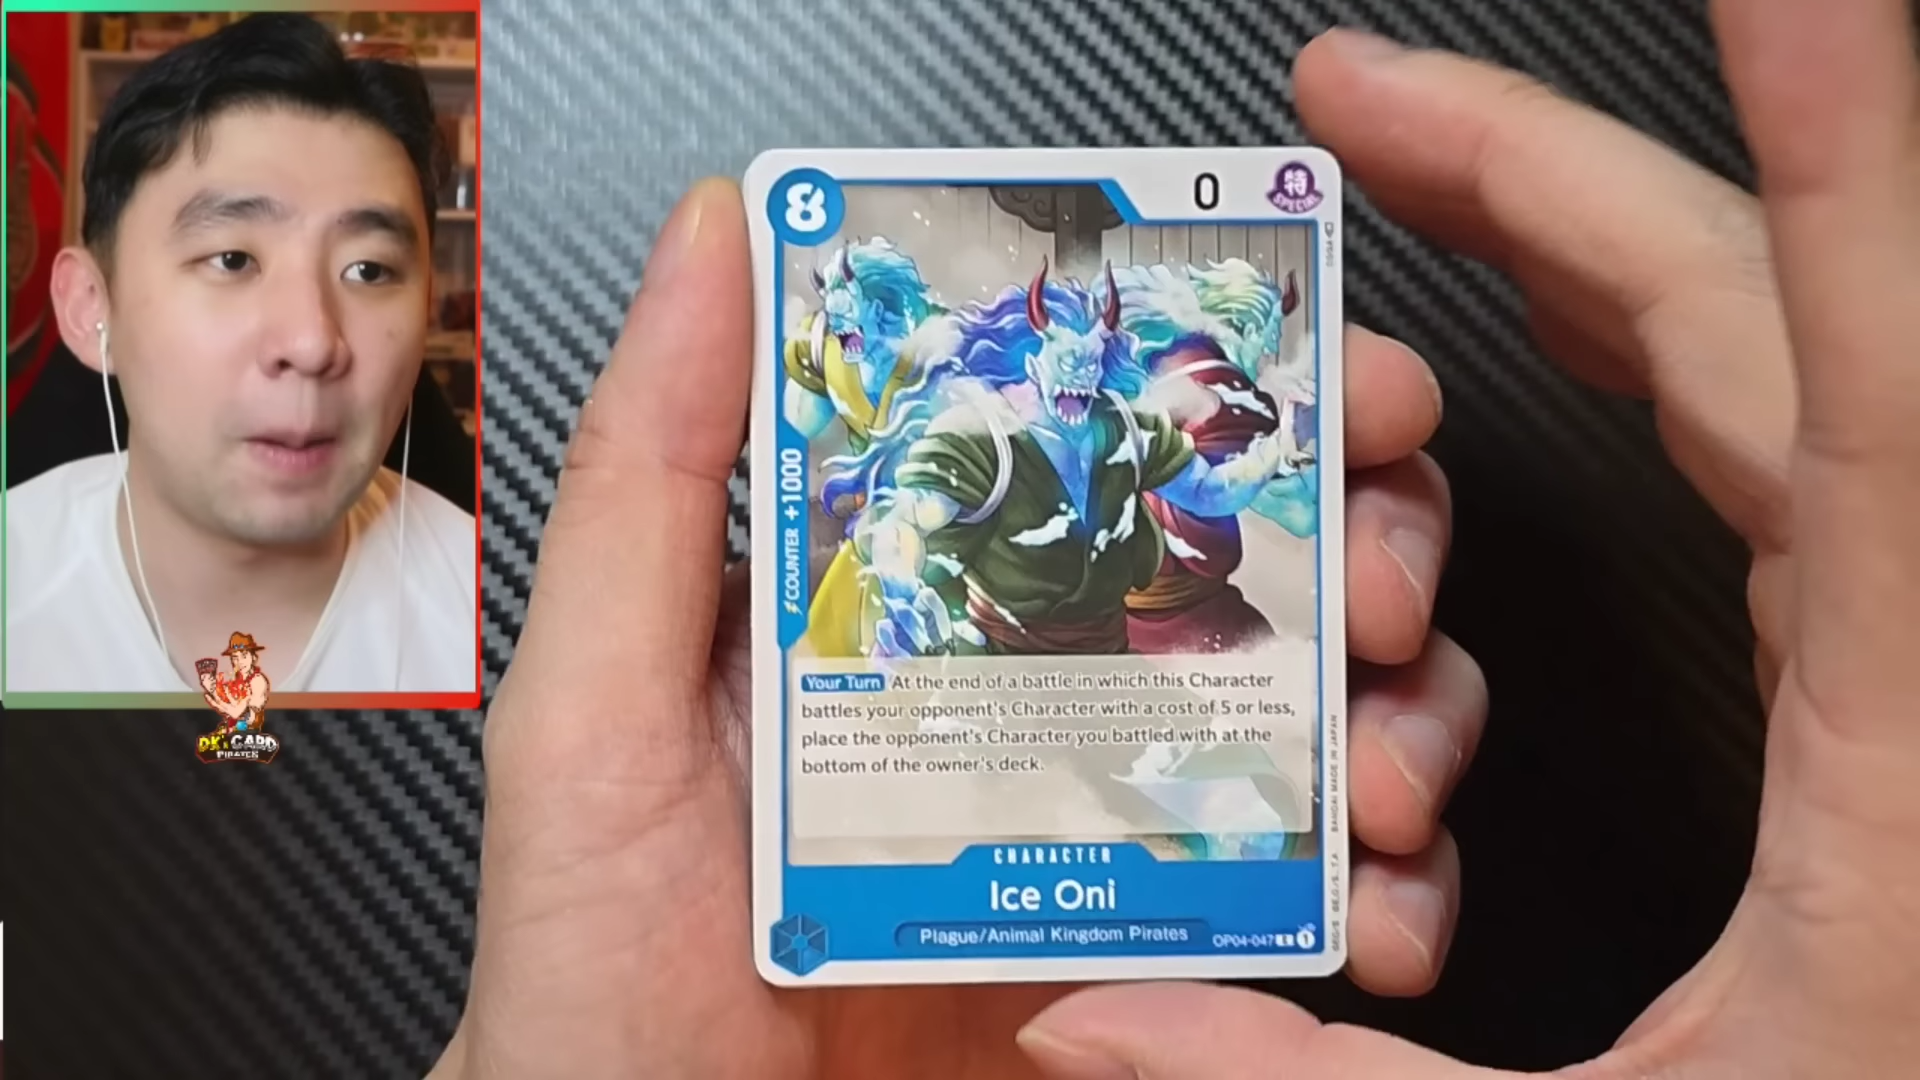 8
0
特
SPECIAL
COUNTER +1000
Your Turn At the end of a battle in which this Character
battles your opponent's Character with a cost of 5 or less,
place the opponent's Character you battled with at the
bottom of the owner's deck.
CHARACTER
Ice Oni
Plague/Animal Kingdom Pirates
OP04-047 C 1
BANDAI MADE IN JAPAN
DK's CARD
PIRATES